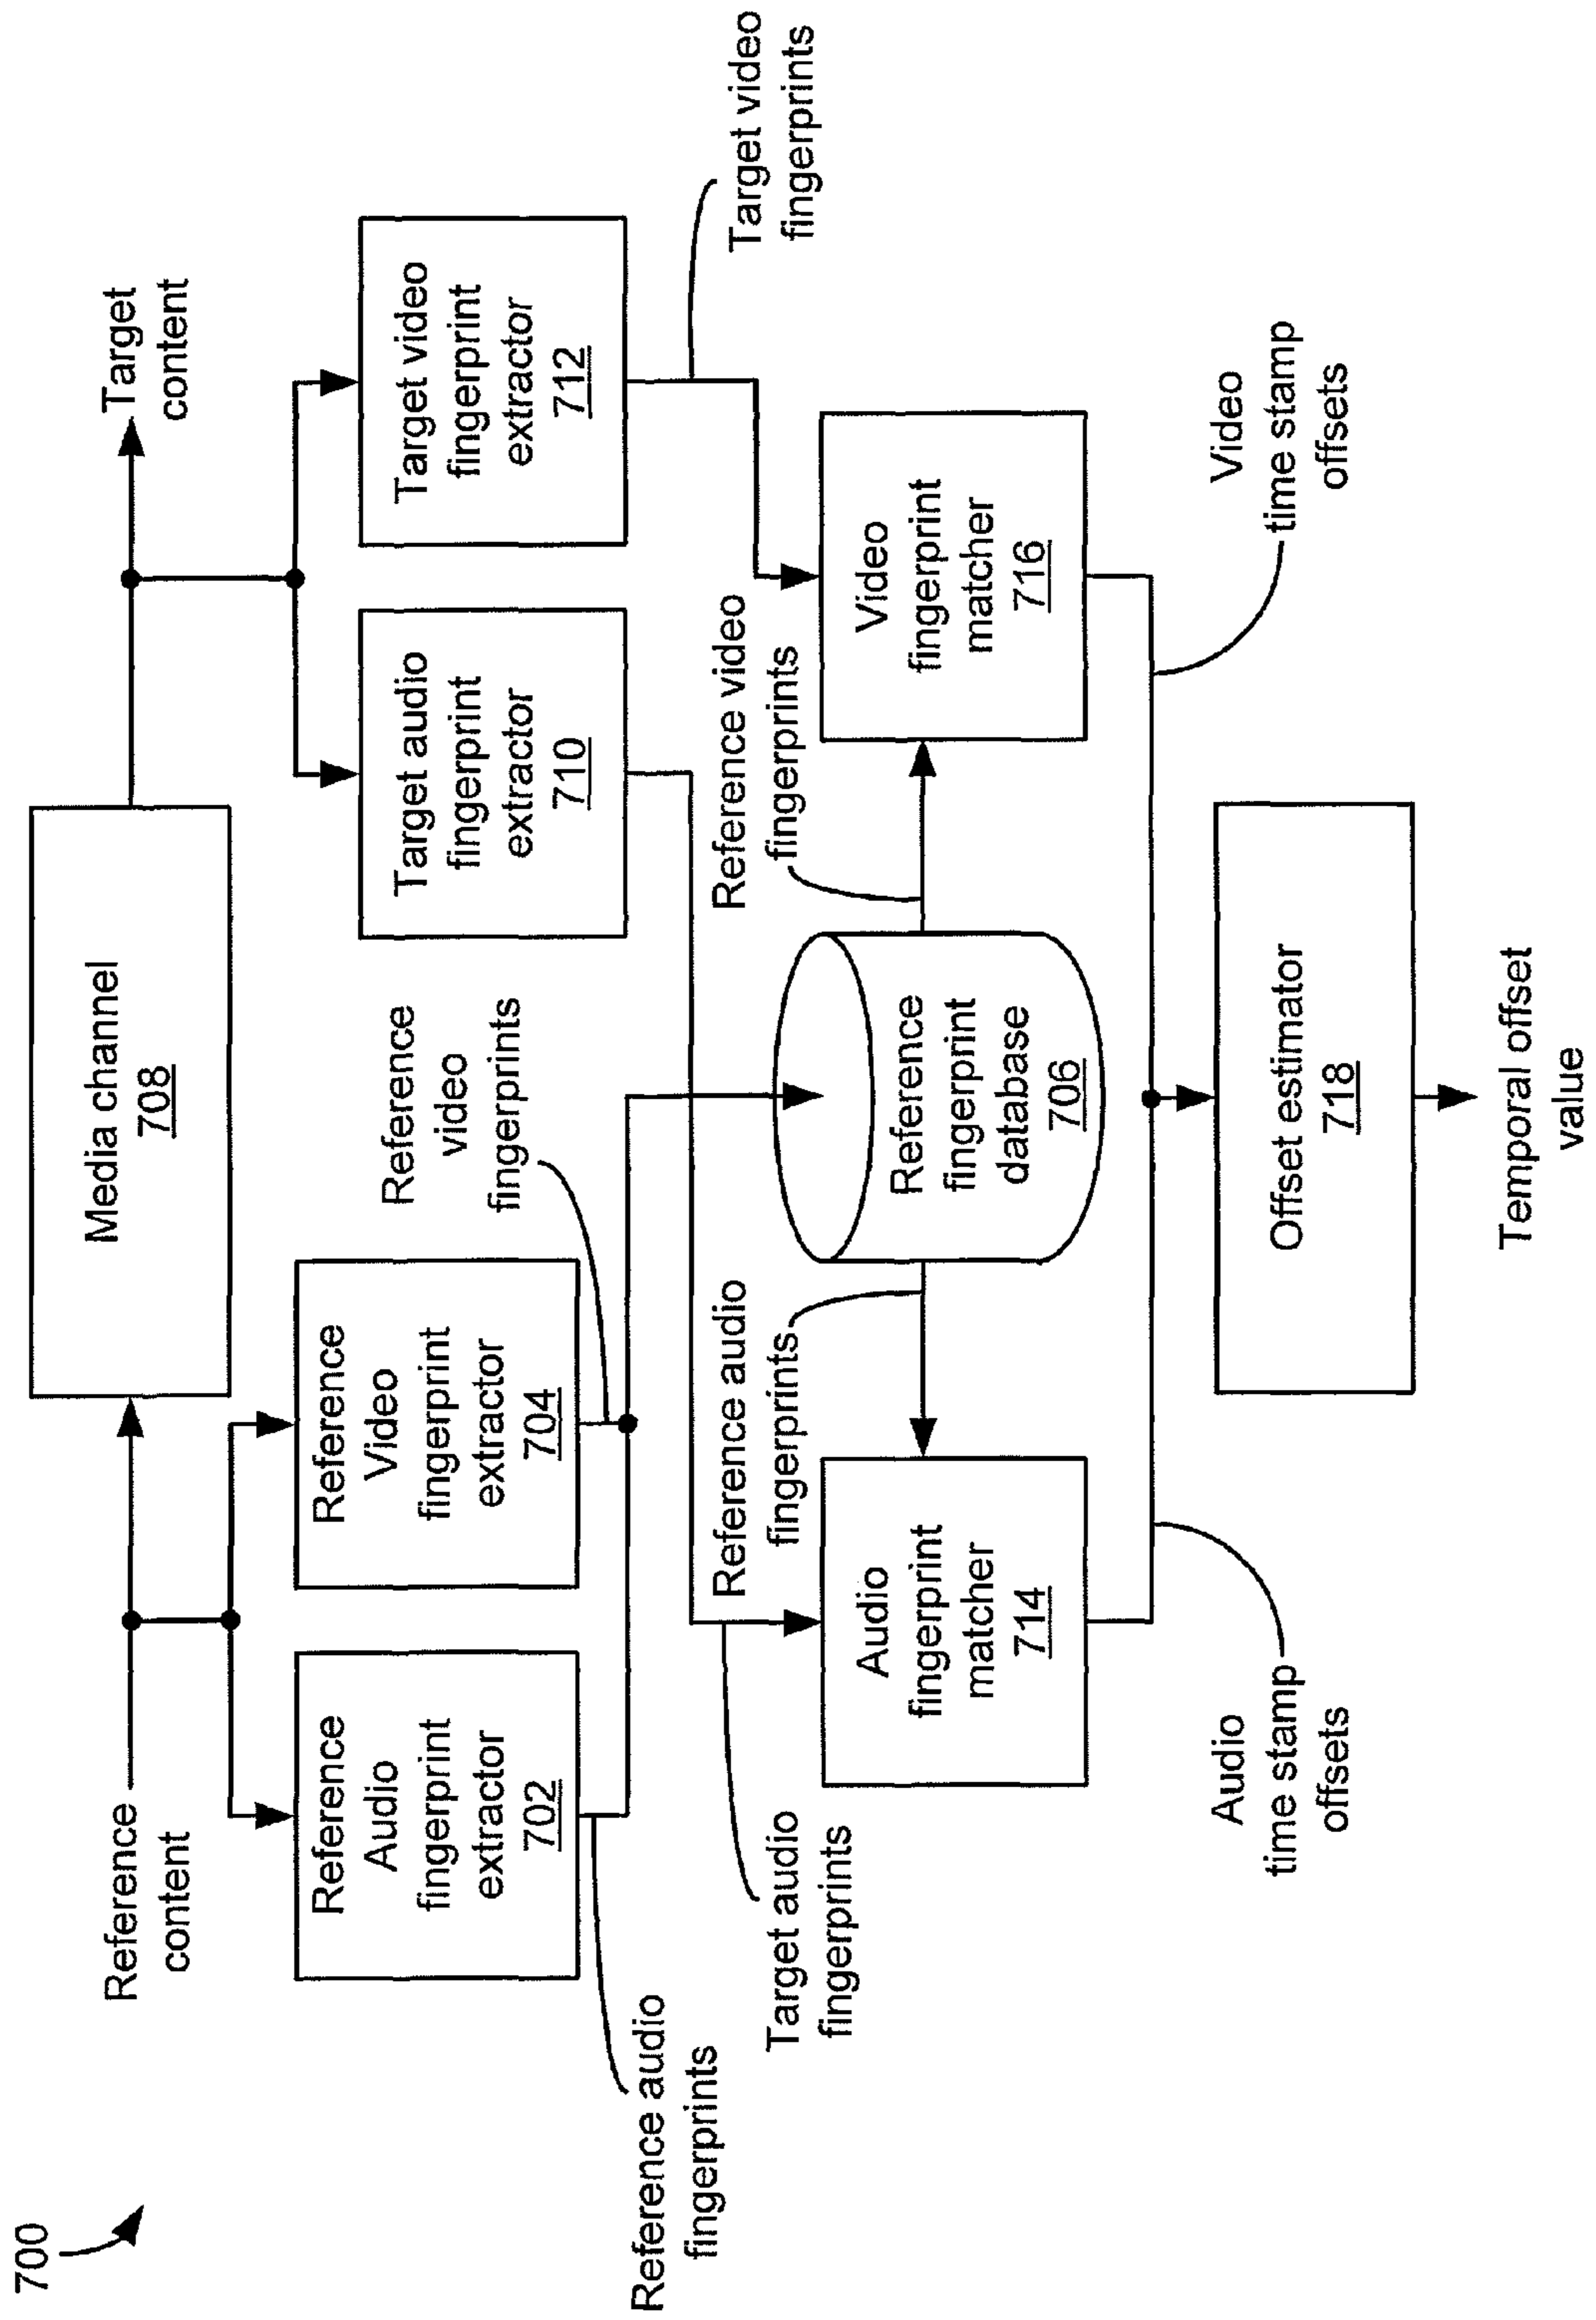 700
Reference
content
Media channel
708
Target
content
Reference
Audio
fingerprint
extractor
702
Reference
Video
fingerprint
extractor
704
Target audio
fingerprint
extractor
710
Target video
fingerprint
extractor
712
Reference audio
fingerprints
Reference
video
fingerprints
Target video
fingerprints
Target audio
fingerprints
Reference audio
fingerprints
Reference video
fingerprints
Audio
fingerprint
matcher
714
Reference
fingerprint
database
706
Video
fingerprint
matcher
716
Audio
time stamp
offsets
Video
time stamp
offsets
Offset estimator
718
Temporal offset
value